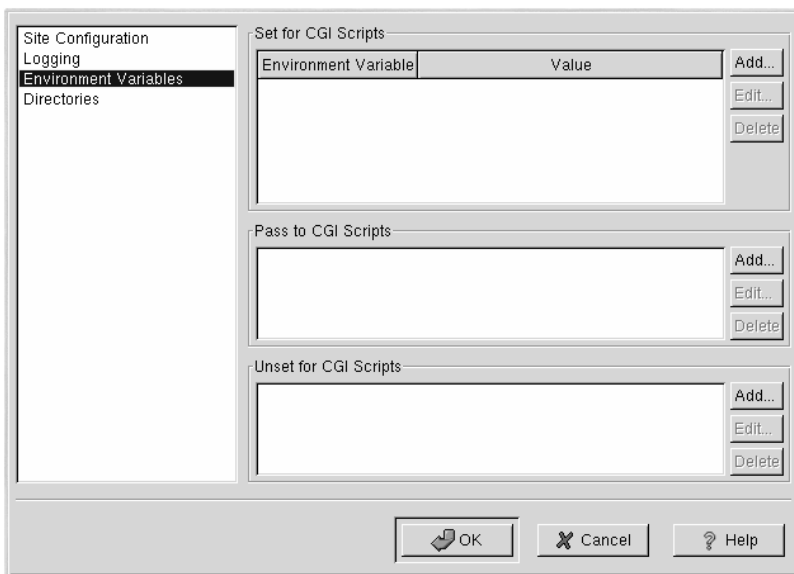 Site Configuration
Logging
Environment Variables
Directories
Set for CGI Scripts
Environment Variable Value
Add...
Edit...
Delete
Pass to CGI Scripts
Add...
Edit...
Delete
Unset for CGI Scripts
Add...
Edit...
Delete
OK Cancel Help